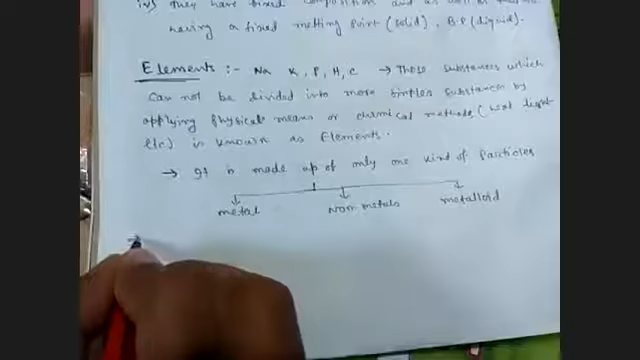 iv) They have fixed composition and as well as
having a fixed melting point (solid), B.P (liquid).
Elements :- Na K, P, H, C → Those substances which
can not be divided into more simples substances by
applying physical means or chemical methods (heat light
etc) is known as Elements.
→ It is made up of only one kind of particles
metal Non metals metalloid